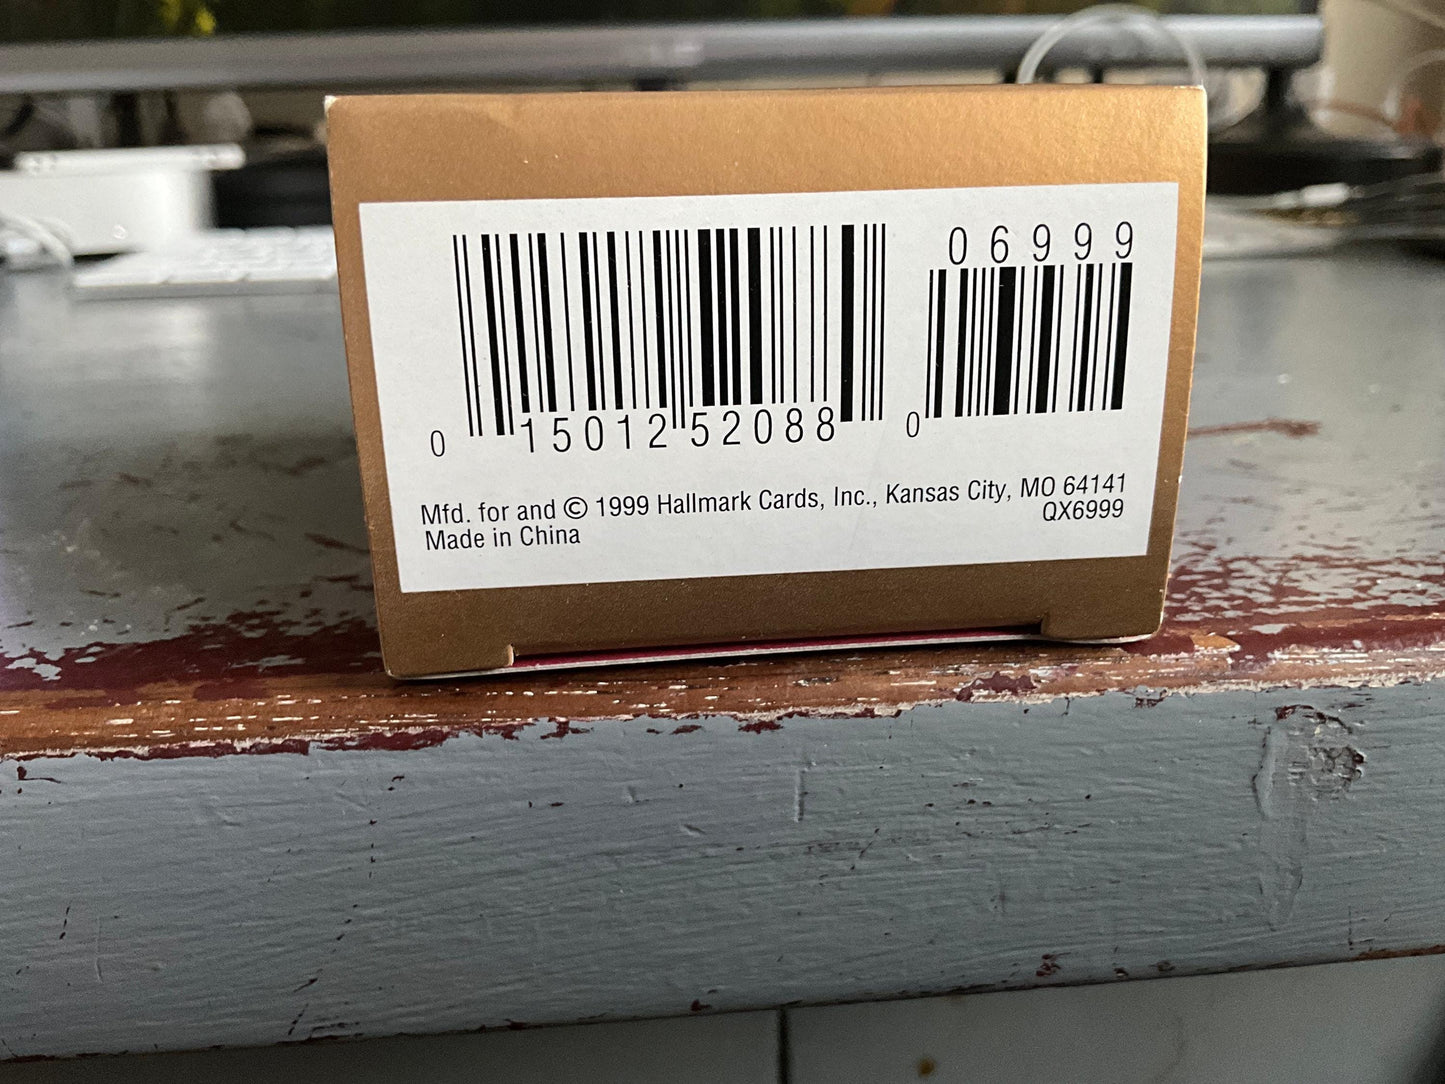 06999
0 15012 52088 0
Mfd. for and © 1999 Hallmark Cards, Inc., Kansas City, MO 64141
QX6999
Made in China